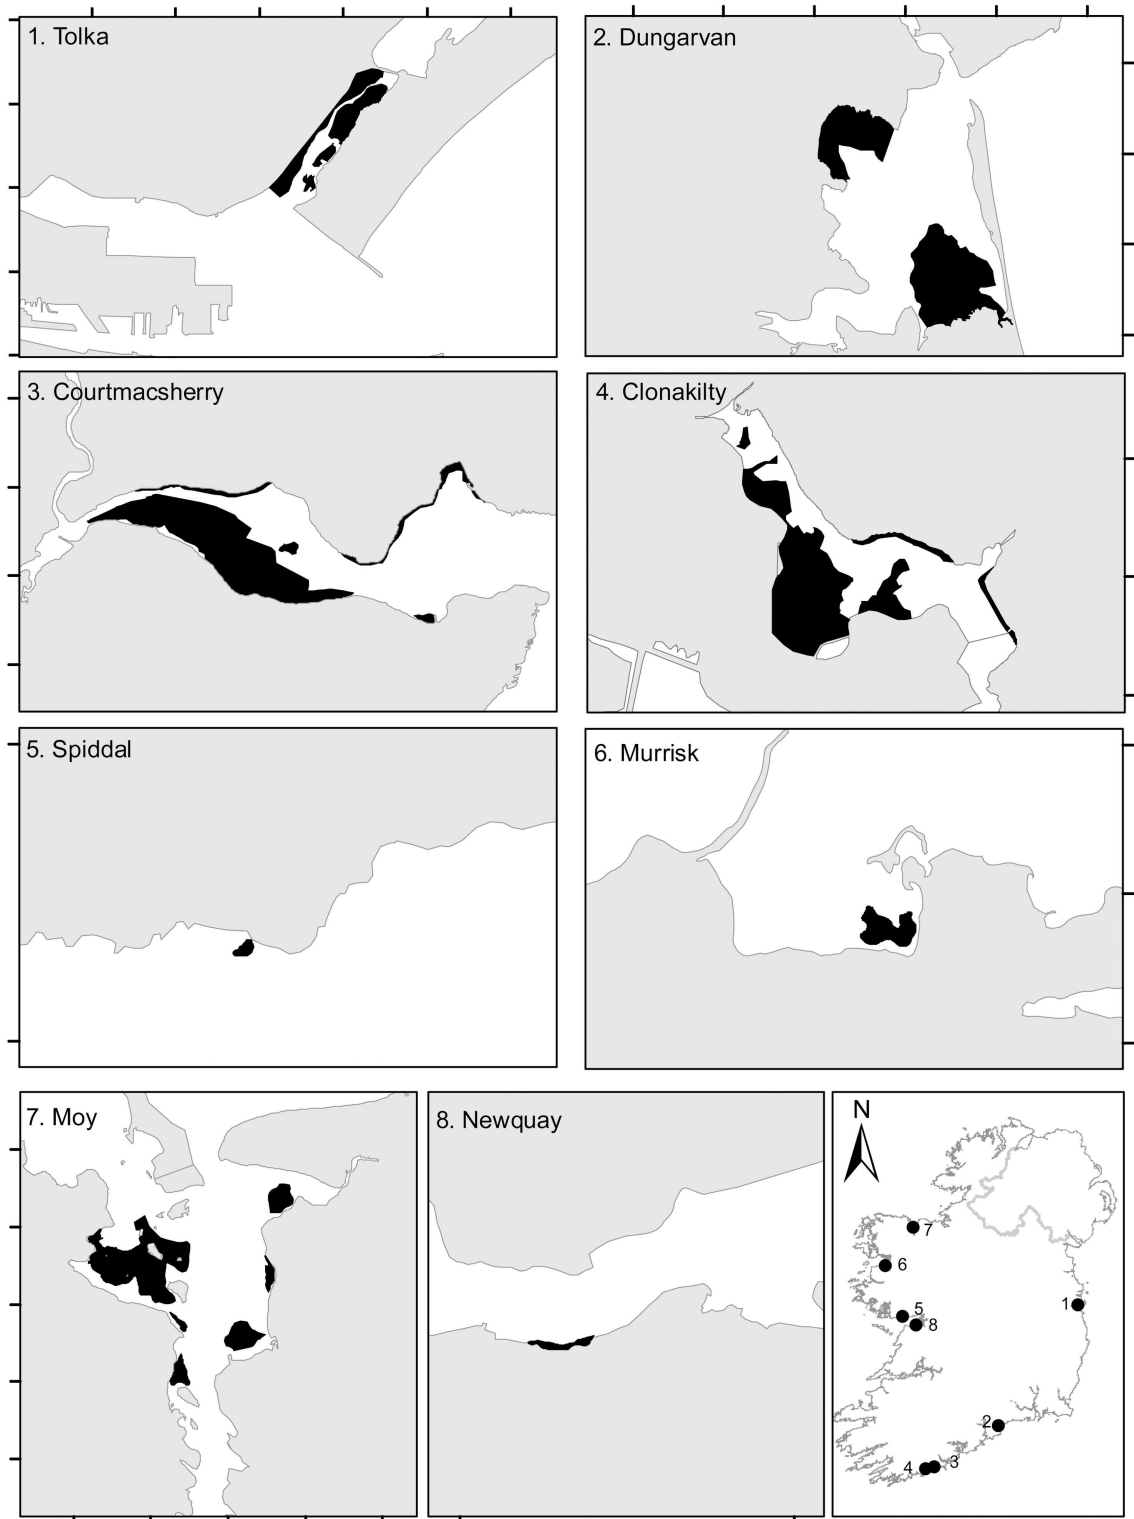 1. Tolka
2. Dungarvan
3. Courtmacsherry
4. Clonakilty
5. Spiddal
6. Murrisk
7. Moy
8. Newquay
N
7
6
5
1
8
2
4
3